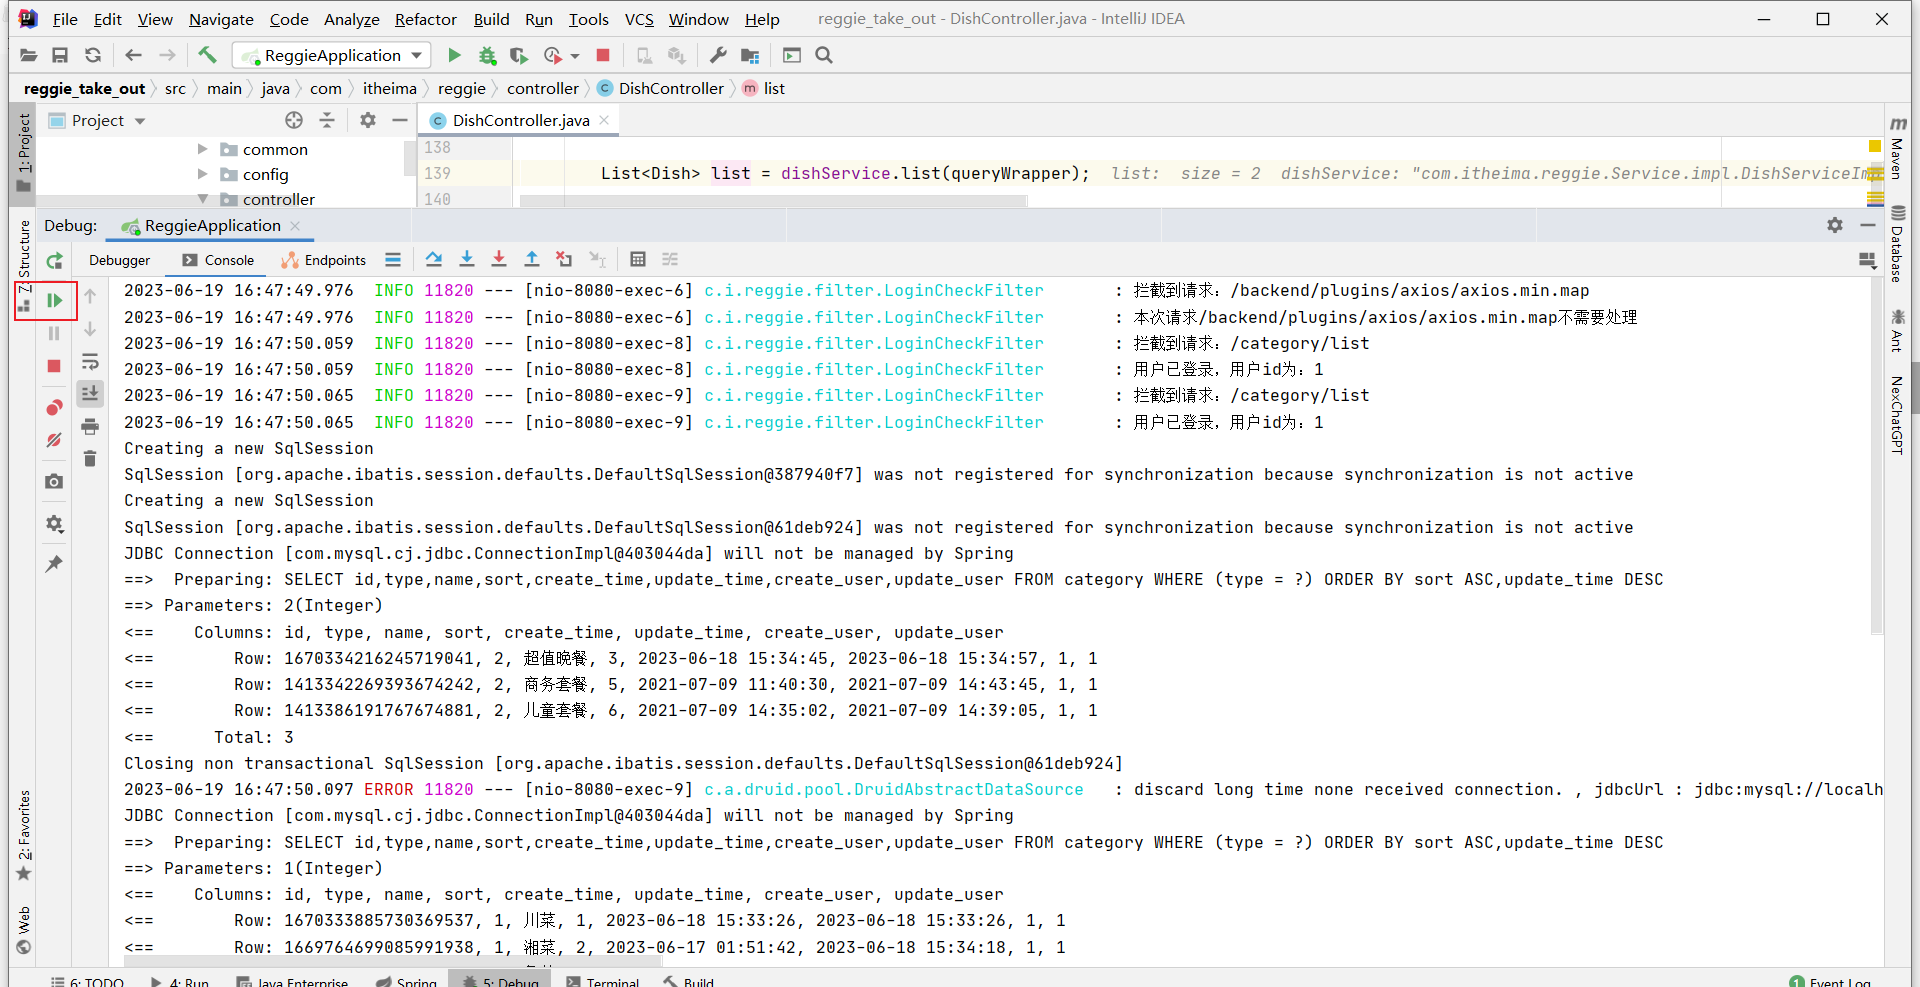 File Edit View Navigate Code Analyze Refactor Build Run Tools VCS Window Help reggie_take_out - DishController.java - IntelliJ IDEA
ReggieApplication
reggie_take_out src main java com itheima reggie controller C DishController m list
1: Project
Project
C DishController.java
m Maven
common
138
config
139 List<Dish> list = dishService.list(queryWrapper); list: size = 2 dishService: "com.itheima.reggie.Service.impl.DishServiceImp
controller
140
Debug: ReggieApplication
7: Structure
Database
Debugger Console Endpoints
2023-06-19 16:47:49.976 INFO 11820 --- [nio-8080-exec-6] c.i.reggie.filter.LoginCheckFilter : 拦截到请求：/backend/plugins/axios/axios.min.map
2023-06-19 16:47:49.976 INFO 11820 --- [nio-8080-exec-6] c.i.reggie.filter.LoginCheckFilter : 本次请求/backend/plugins/axios/axios.min.map不需要处理
Ant
2023-06-19 16:47:50.059 INFO 11820 --- [nio-8080-exec-8] c.i.reggie.filter.LoginCheckFilter : 拦截到请求：/category/list
2023-06-19 16:47:50.059 INFO 11820 --- [nio-8080-exec-8] c.i.reggie.filter.LoginCheckFilter : 用户已登录，用户id为：1
2023-06-19 16:47:50.065 INFO 11820 --- [nio-8080-exec-9] c.i.reggie.filter.LoginCheckFilter : 拦截到请求：/category/list
NexChatGPT
2023-06-19 16:47:50.065 INFO 11820 --- [nio-8080-exec-9] c.i.reggie.filter.LoginCheckFilter : 用户已登录，用户id为：1
Creating a new SqlSession
SqlSession [org.apache.ibatis.session.defaults.DefaultSqlSession@387940f7] was not registered for synchronization because synchronization is not active
Creating a new SqlSession
SqlSession [org.apache.ibatis.session.defaults.DefaultSqlSession@61deb924] was not registered for synchronization because synchronization is not active
JDBC Connection [com.mysql.cj.jdbc.ConnectionImpl@403044da] will not be managed by Spring
==>  Preparing: SELECT id,type,name,sort,create_time,update_time,create_user,update_user FROM category WHERE (type = ?) ORDER BY sort ASC,update_time DESC
==> Parameters: 2(Integer)
<==    Columns: id, type, name, sort, create_time, update_time, create_user, update_user
<==        Row: 1670334216245719041, 2, 超值晚餐, 3, 2023-06-18 15:34:45, 2023-06-18 15:34:57, 1, 1
<==        Row: 1413342269393674242, 2, 商务套餐, 5, 2021-07-09 11:40:30, 2021-07-09 14:43:45, 1, 1
<==        Row: 1413386191767674881, 2, 儿童套餐, 6, 2021-07-09 14:35:02, 2021-07-09 14:39:05, 1, 1
<==      Total: 3
Closing non transactional SqlSession [org.apache.ibatis.session.defaults.DefaultSqlSession@61deb924]
2023-06-19 16:47:50.097 ERROR 11820 --- [nio-8080-exec-9] c.a.druid.pool.DruidAbstractDataSource : discard long time none received connection. , jdbcUrl : jdbc:mysql://localh
JDBC Connection [com.mysql.cj.jdbc.ConnectionImpl@403044da] will not be managed by Spring
2: Favorites
==>  Preparing: SELECT id,type,name,sort,create_time,update_time,create_user,update_user FROM category WHERE (type = ?) ORDER BY sort ASC,update_time DESC
==> Parameters: 1(Integer)
<==    Columns: id, type, name, sort, create_time, update_time, create_user, update_user
<==        Row: 1670333885730369537, 1, 川菜, 1, 2023-06-18 15:33:26, 2023-06-18 15:33:26, 1, 1
Web
<==        Row: 1669764699085991938, 1, 湘菜, 2, 2023-06-17 01:51:42, 2023-06-18 15:34:18, 1, 1
6: TODO 4: Run Java Enterprise Spring 5: Debug Terminal Build 1 Event Log